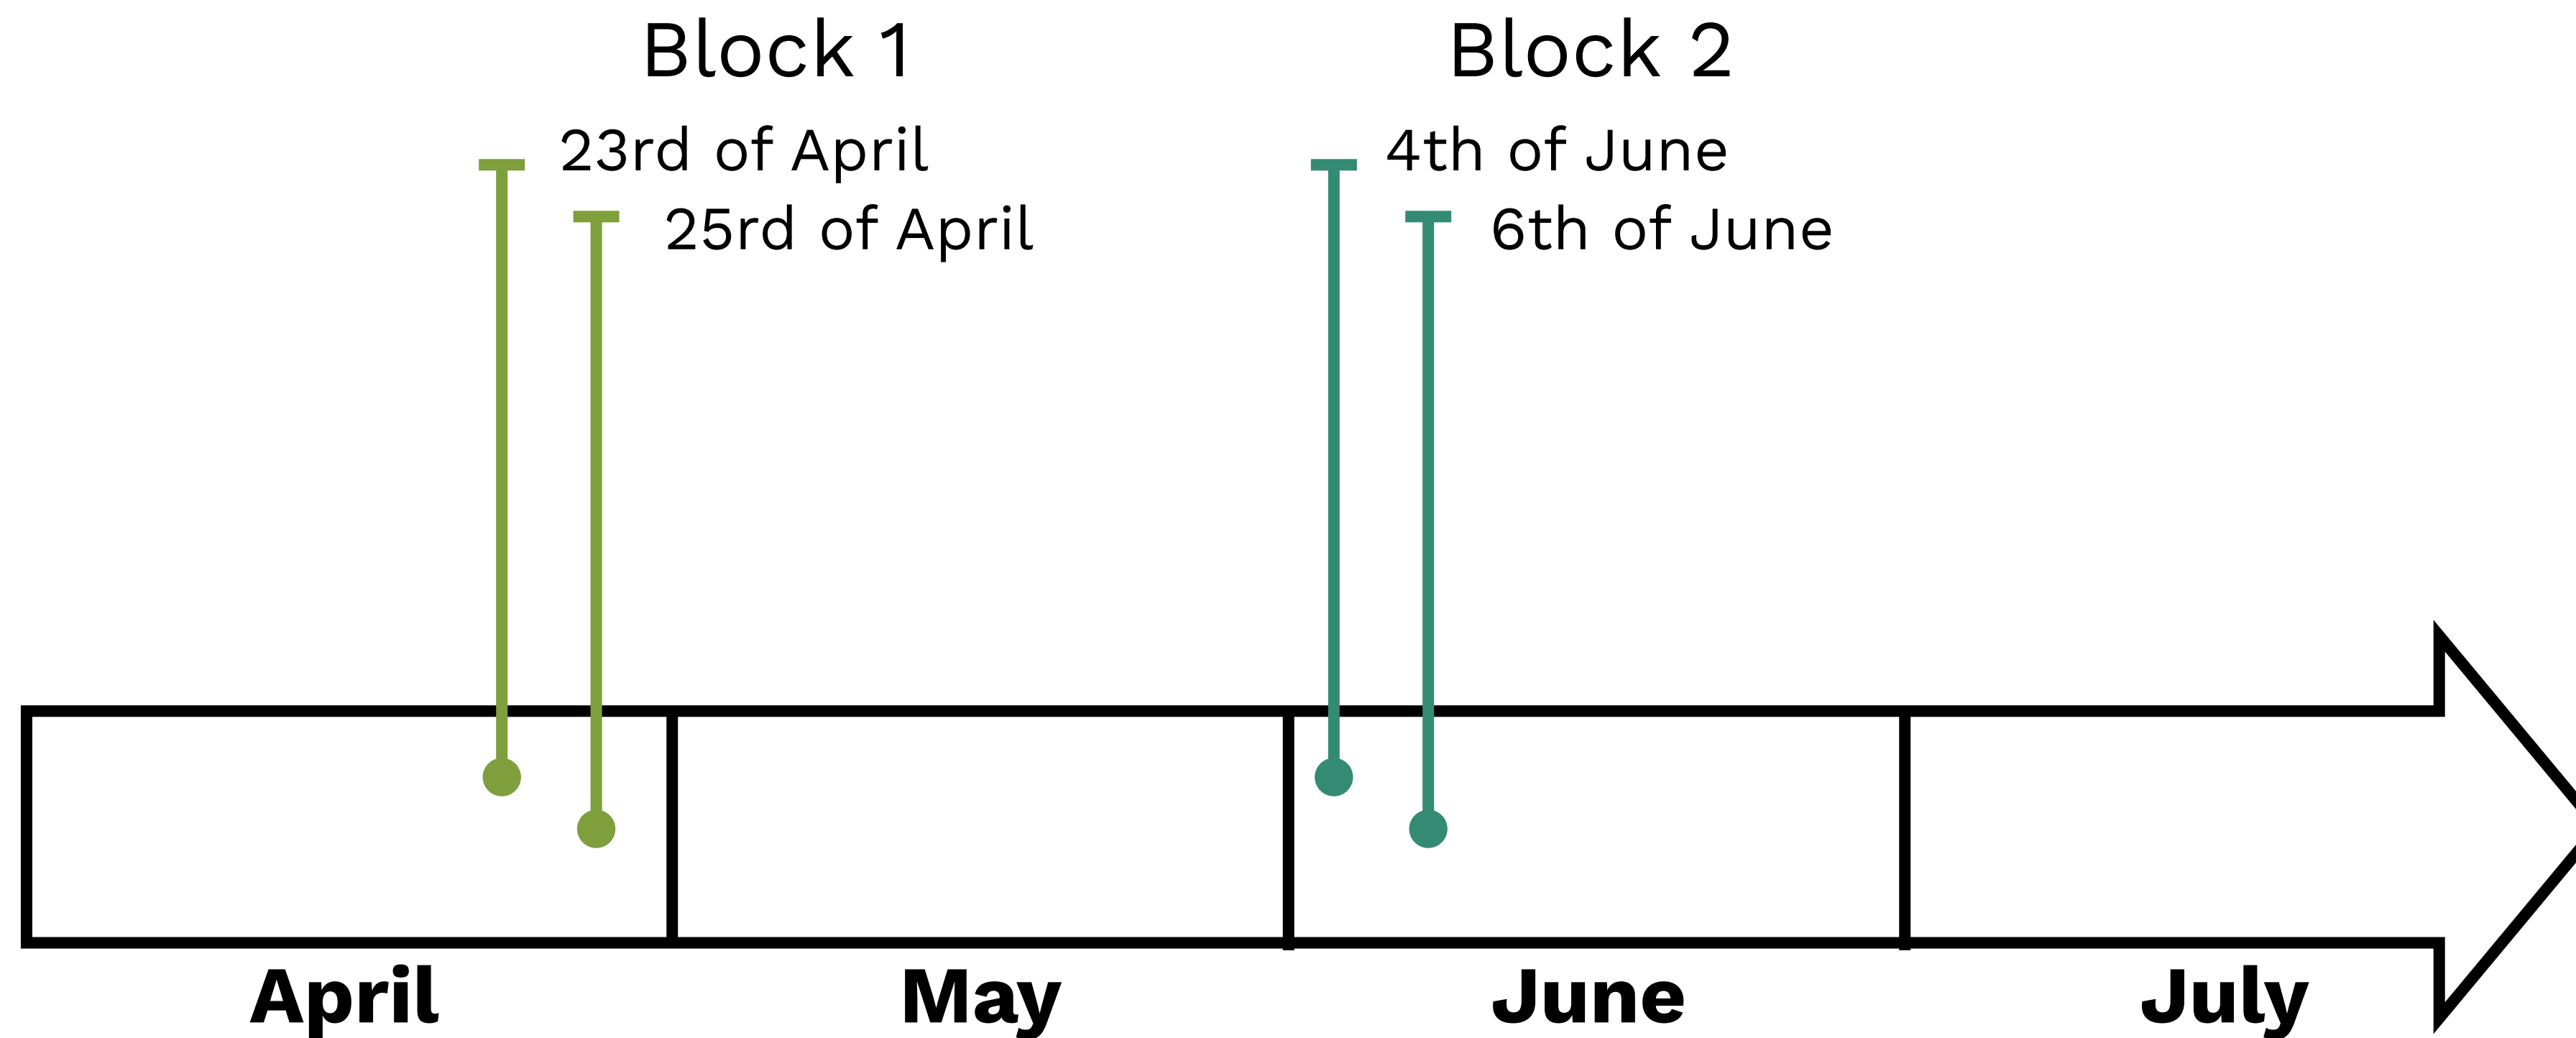 Block 1
23rd of April
25rd of April
Block 2
4th of June
6th of June
April
May
June
July